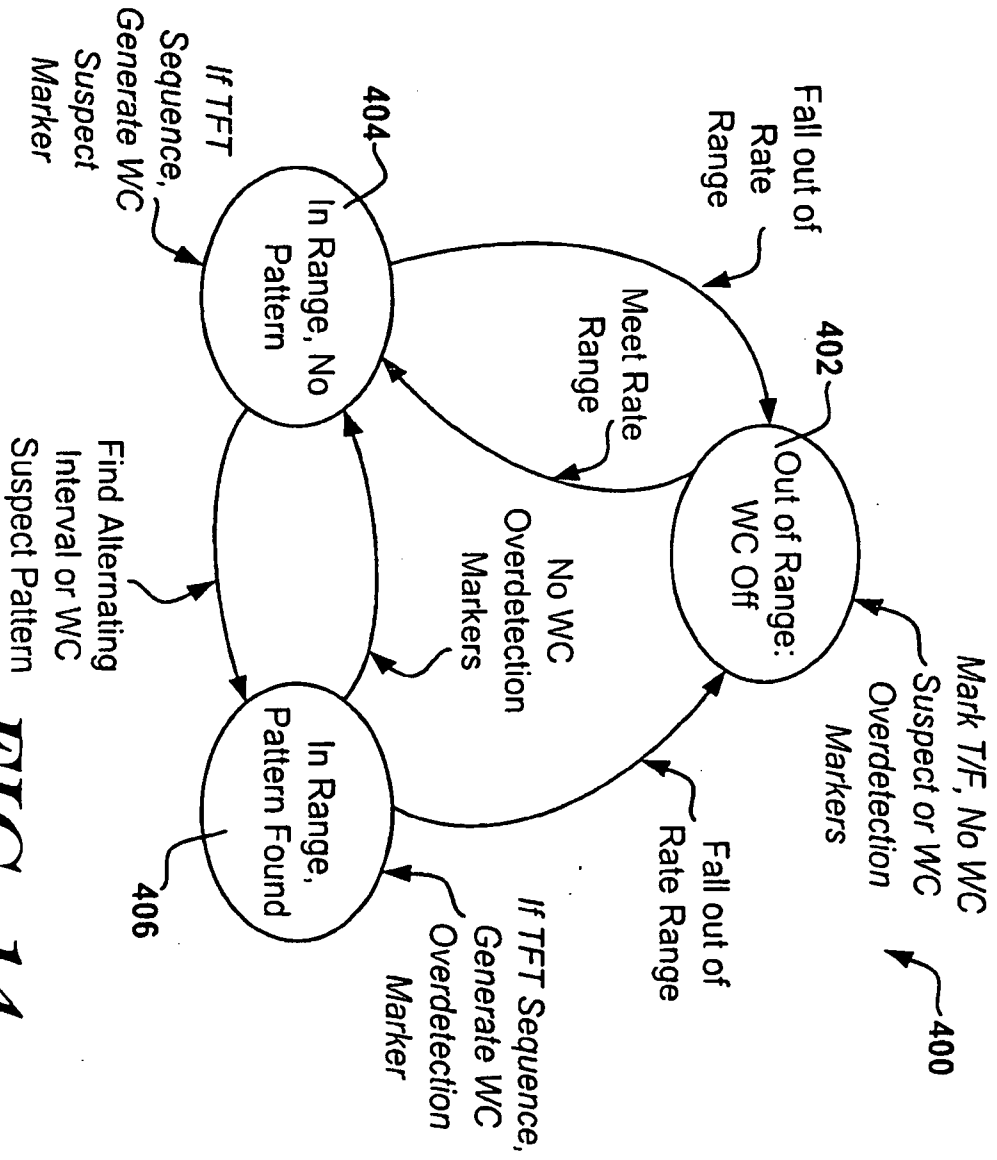 400
Mark T/F, No WC
Suspect or WC
Overdetection
Markers
402
Out of Range:
WC Off
Fall out of
Rate
Range
Meet Rate
Range
Fall out of
Rate Range
No WC
Overdetection
Markers
404
In Range, No
Pattern
If TFT
Sequence,
Generate WC
Suspect
Marker
In Range,
Pattern Found
406
If TFT Sequence,
Generate WC
Overdetection
Marker
Find Alternating
Interval or WC
Suspect Pattern
FIG. 14